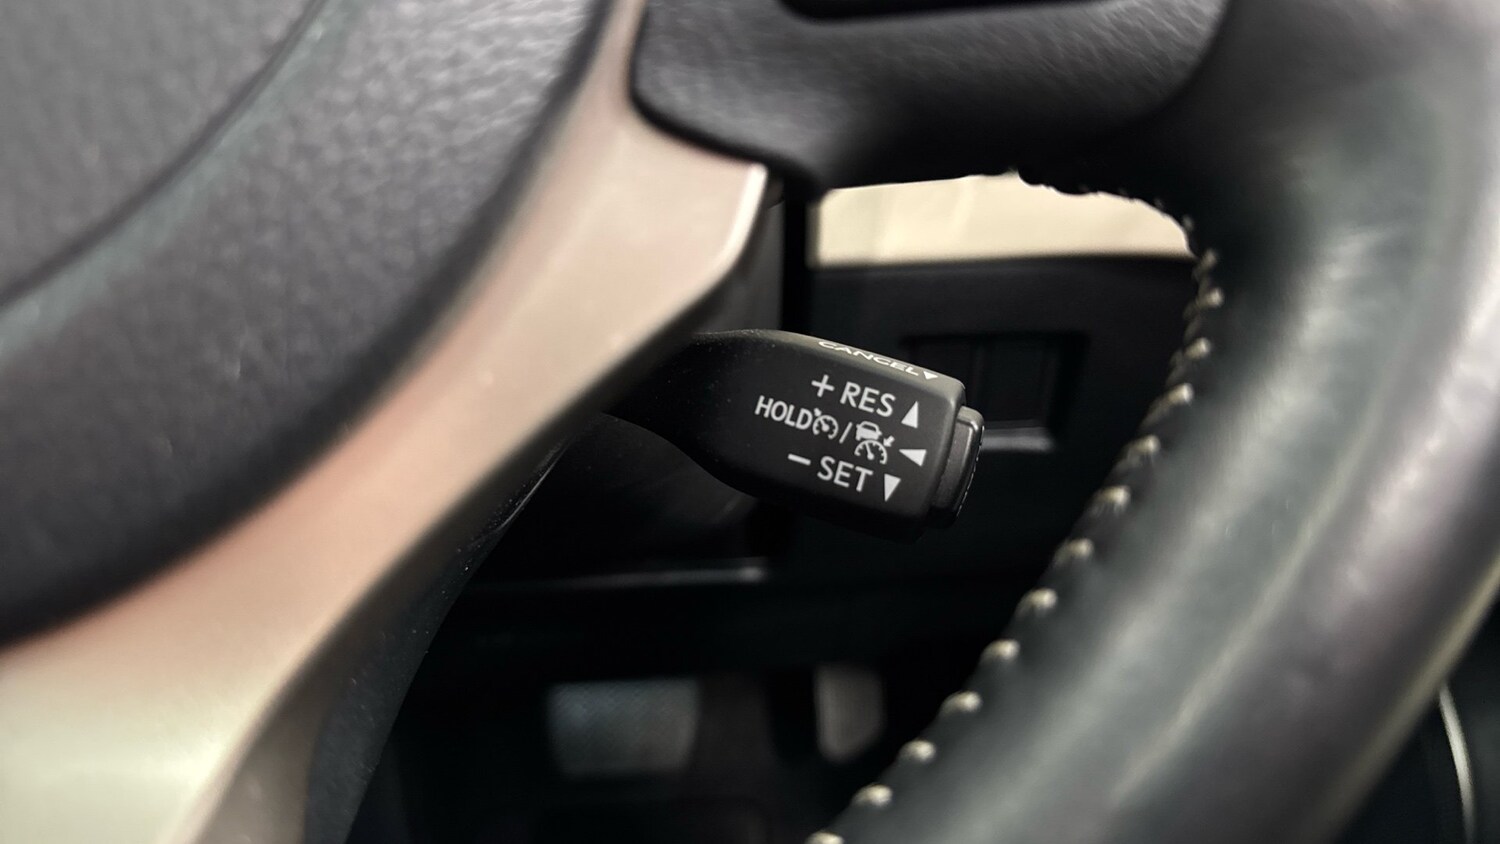 CANCEL▼
+ RES ▲
HOLD / ◀
− SET ▼